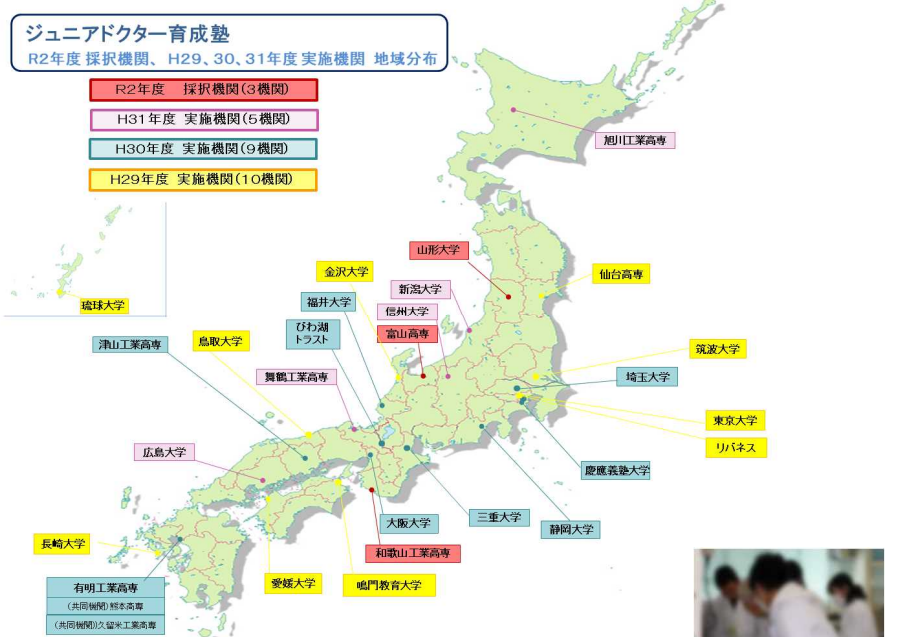 ジュニアドクター育成塾
R2年度 採択機関、 H29、30、31年度 実施機関 地域分布
R2年度 採択機関(3機関)
H31年度 実施機関(5機関)
H30年度 実施機関(9機関)
H29年度 実施機関(10機関)
旭川工業高専
山形大学
仙台高専
金沢大学
新潟大学
福井大学
信州大学
琉球大学
びわ湖
トラスト
富山高専
鳥取大学
津山工業高専
筑波大学
舞鶴工業高専
埼玉大学
東京大学
リバネス
広島大学
慶應義塾大学
三重大学
大阪大学
静岡大学
長崎大学
和歌山工業高専
愛媛大学
鳴門教育大学
有明工業高専
(共同機関)熊本高専
(共同機関))久留米工業高専